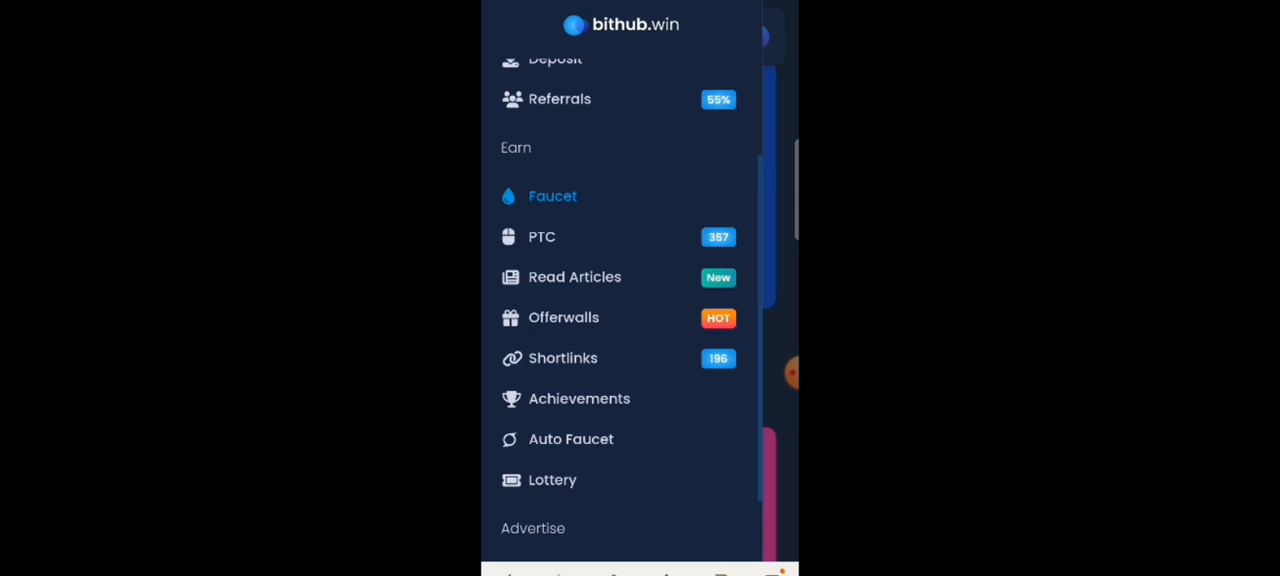 bithub.win
Deposit
Referrals 55%
Earn
Faucet
PTC 357
Read Articles New
Offerwalls HOT
Shortlinks 196
Achievements
Auto Faucet
Lottery
Advertise